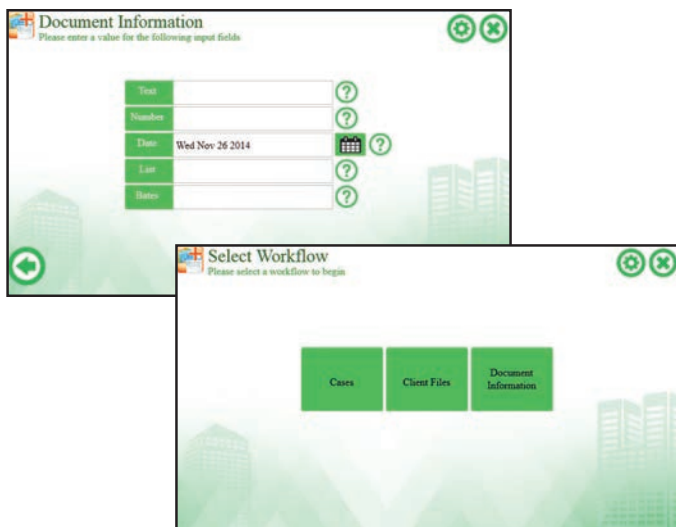 Document Information
Please enter a value for the following input fields
Text
?
Number
?
Date
Wed Nov 26 2014
?
List
?
Bates
?
Select Workflow
Please select a workflow to begin
Cases
Client Files
Document
Information